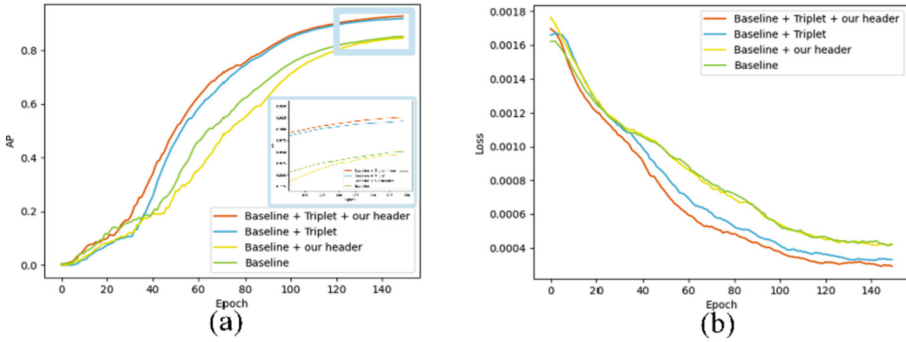 AP
0.8
0.6
0.4
0.2
0.0
0 20 40 60 80 100 120 140
Epoch
Epoch
Baseline + Triplet + our header
Baseline + Triplet
Baseline + our header
Baseline
(a)
Loss
0.0018
0.0016
0.0014
0.0012
0.0010
0.0008
0.0006
0.0004
0 20 40 60 80 100 120 140
Epoch
Baseline + Triplet + our header
Baseline + Triplet
Baseline + our header
Baseline
(b)